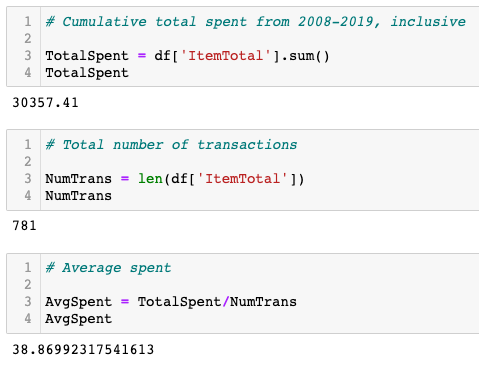 1 # Cumulative total spent from 2008-2019, inclusive
2
3 TotalSpent = df['ItemTotal'].sum()
4 TotalSpent
30357.41
1 # Total number of transactions
2
3 NumTrans = len(df['ItemTotal'])
4 NumTrans
781
1 # Average spent
2
3 AvgSpent = TotalSpent/NumTrans
4 AvgSpent
38.86992317541613